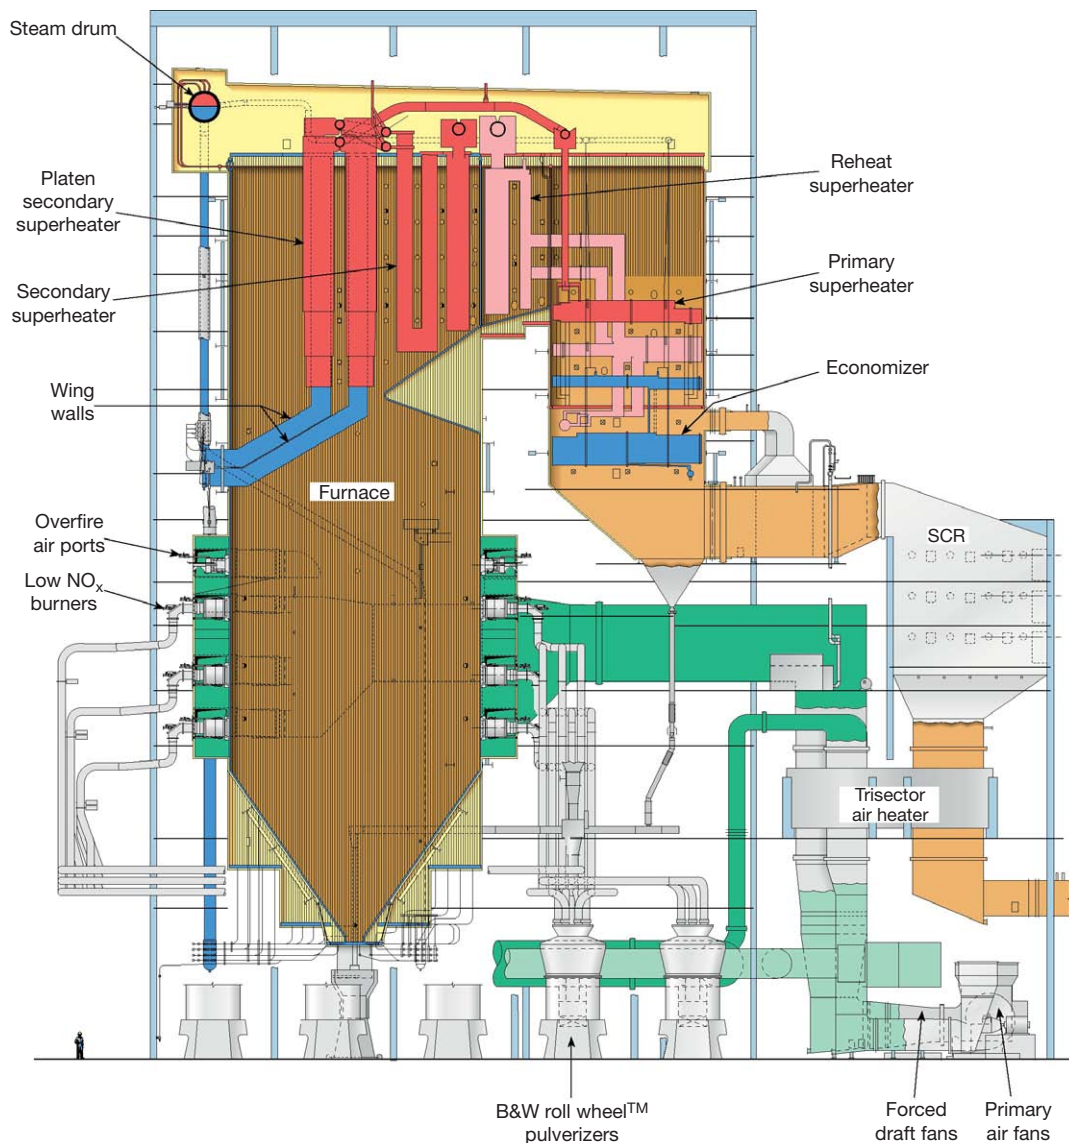 Steam drum
Platen
secondary
superheater
Secondary
superheater
Wing
walls
Overfire
air ports
Low NOx
burners
Furnace
Reheat
superheater
Primary
superheater
Economizer
SCR
Trisector
air heater
B&W roll wheel™
pulverizers
Forced
draft fans
Primary
air fans